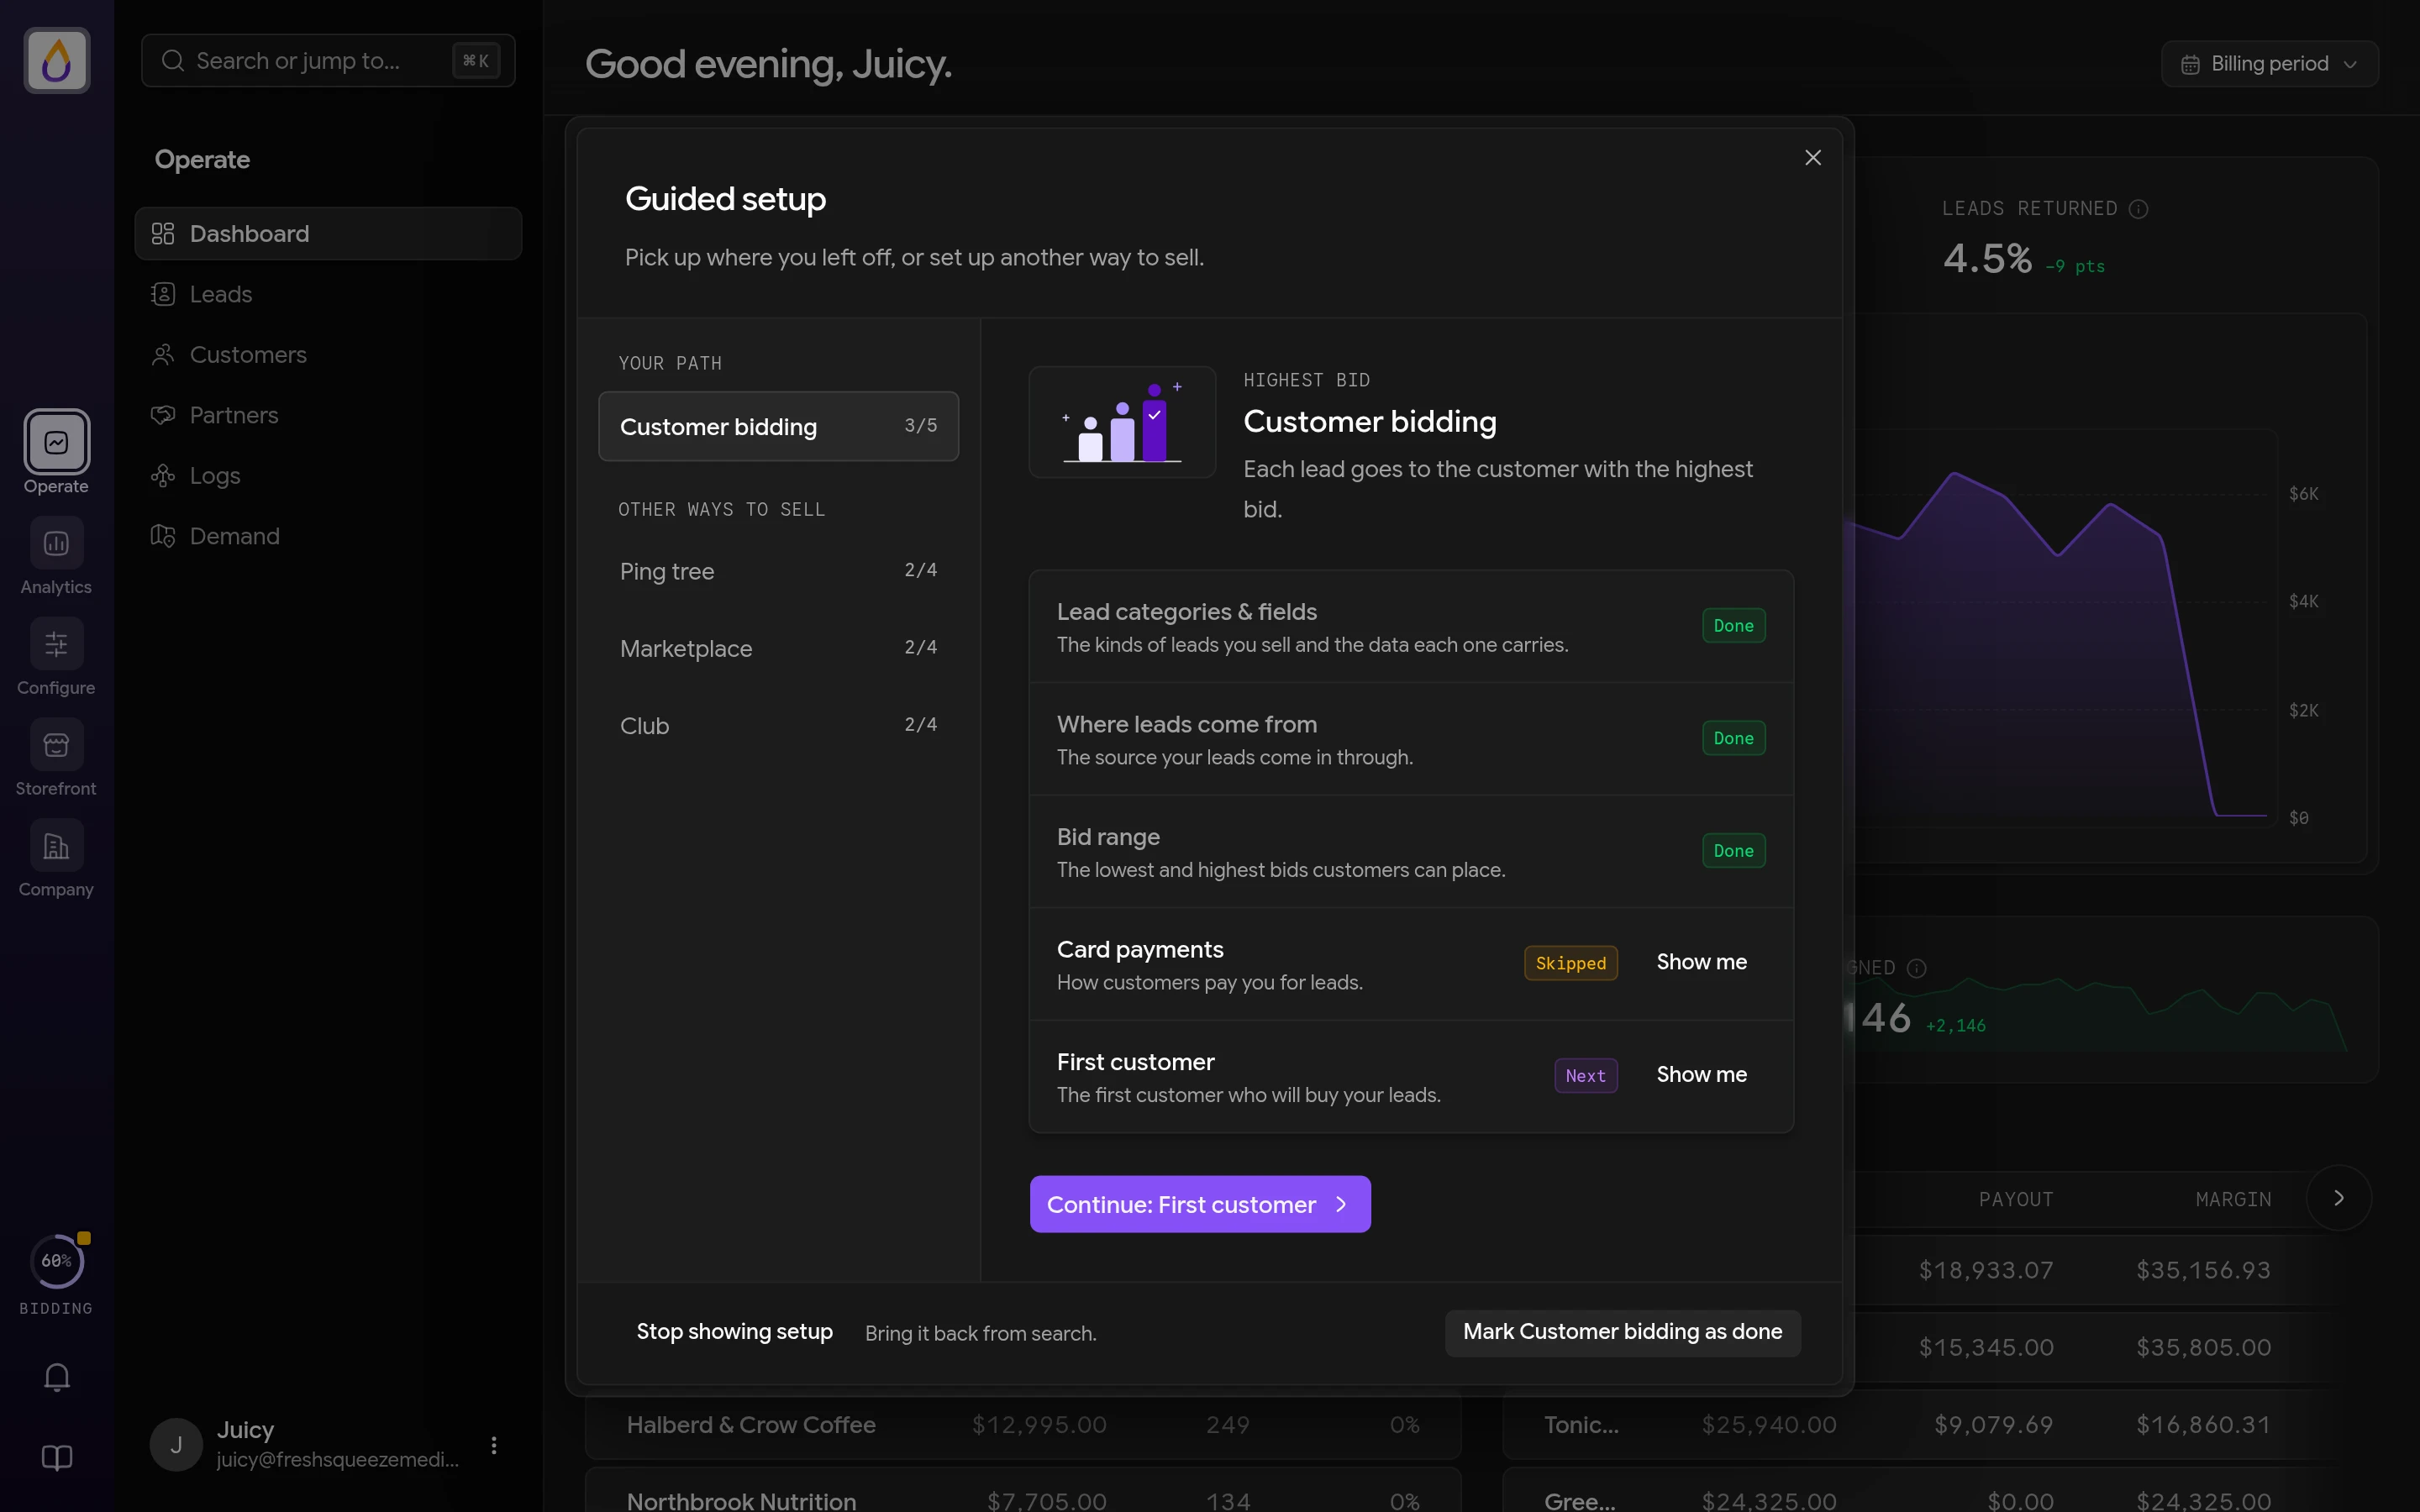 Search or jump to...
⌘K
Good evening, Juicy.
Billing period
Operate
Dashboard
Leads
Customers
Partners
Logs
Demand
Operate
Analytics
Configure
Storefront
Company
60%
BIDDING
J
Juicy
juicy@freshsqueezemedi...
Guided setup
Pick up where you left off, or set up another way to sell.
YOUR PATH
Customer bidding
3/5
OTHER WAYS TO SELL
Ping tree
2/4
Marketplace
2/4
Club
2/4
HIGHEST BID
Customer bidding
Each lead goes to the customer with the highest
bid.
Lead categories & fields
The kinds of leads you sell and the data each one carries.
Done
Where leads come from
The source your leads come in through.
Done
Bid range
The lowest and highest bids customers can place.
Done
Card payments
How customers pay you for leads.
Skipped
Show me
First customer
The first customer who will buy your leads.
Next
Show me
Continue: First customer
Stop showing setup
Bring it back from search.
Mark Customer bidding as done
LEADS RETURNED
4.5%
-9 pts
$6K
$4K
$2K
$0
GNED
146
+2,146
PAYOUT
MARGIN
$18,933.07
$35,156.93
$15,345.00
$35,805.00
Halberd & Crow Coffee
$12,995.00
249
0%
Tonic...
$25,940.00
$9,079.69
$16,860.31
Northbrook Nutrition
$7,705.00
134
0%
Gree...
$24,325.00
$0.00
$24,325.00